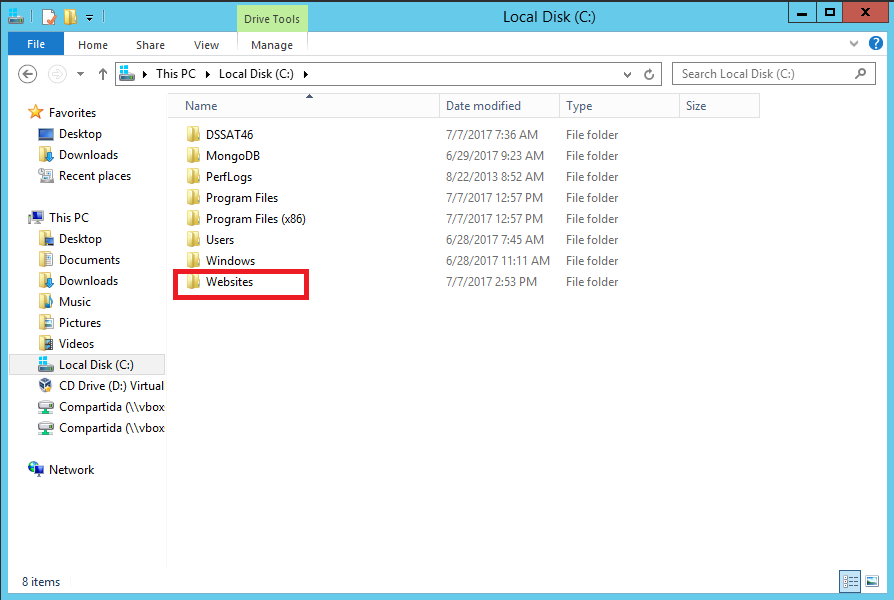 Drive Tools
Local Disk (C:)
File Home Share View Manage
This PC Local Disk (C:)
Search Local Disk (C:)
Name Date modified Type Size
Favorites
Desktop
Downloads
Recent places
This PC
Desktop
Documents
Downloads
Music
Pictures
Videos
Local Disk (C:)
CD Drive (D:) Virtual
Compartida (\\vbox
Compartida (\\vbox
Network
DSSAT46 7/7/2017 7:36 AM File folder
MongoDB 6/29/2017 9:23 AM File folder
PerfLogs 8/22/2013 8:52 AM File folder
Program Files 7/7/2017 12:57 PM File folder
Program Files (x86) 7/7/2017 12:57 PM File folder
Users 6/28/2017 7:45 AM File folder
Windows 6/28/2017 11:11 AM File folder
Websites 7/7/2017 2:53 PM File folder
8 items